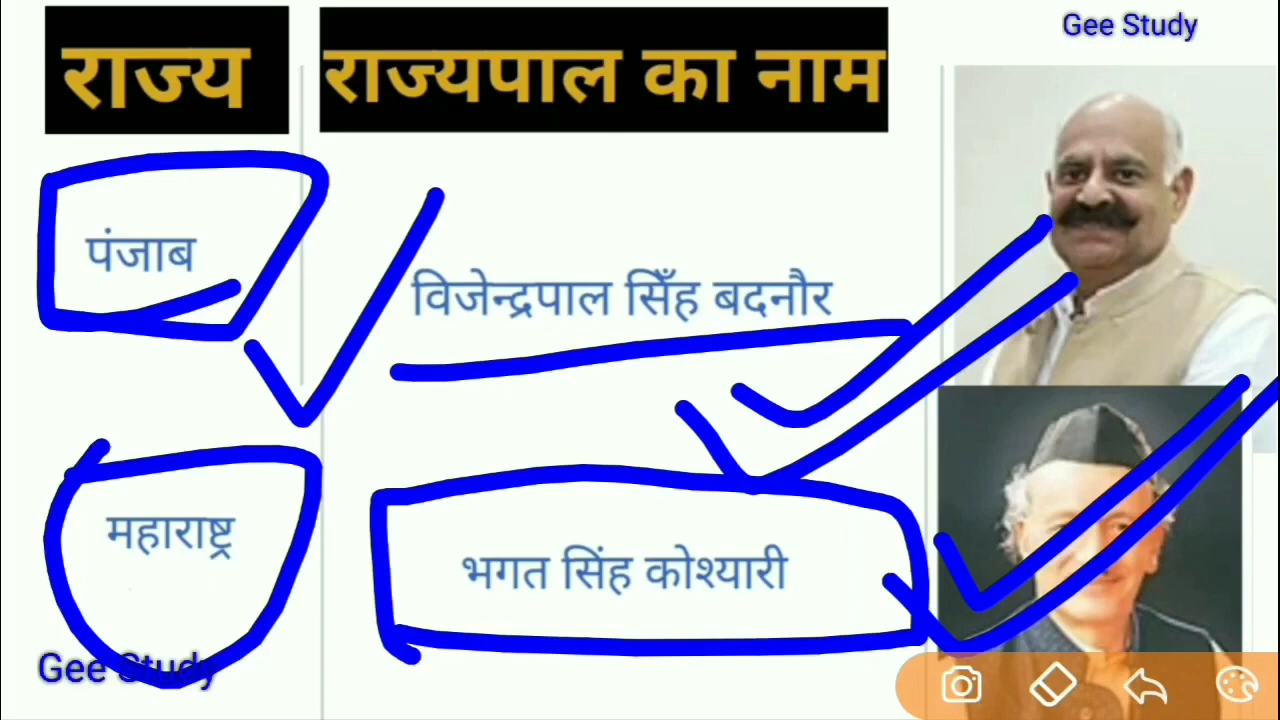 राज्य राज्यपाल का नाम
Gee Study
पंजाब
विजेन्द्रपाल सिँह बदनौर
महाराष्ट्र
भगत सिंह कोश्यारी
Gee Study